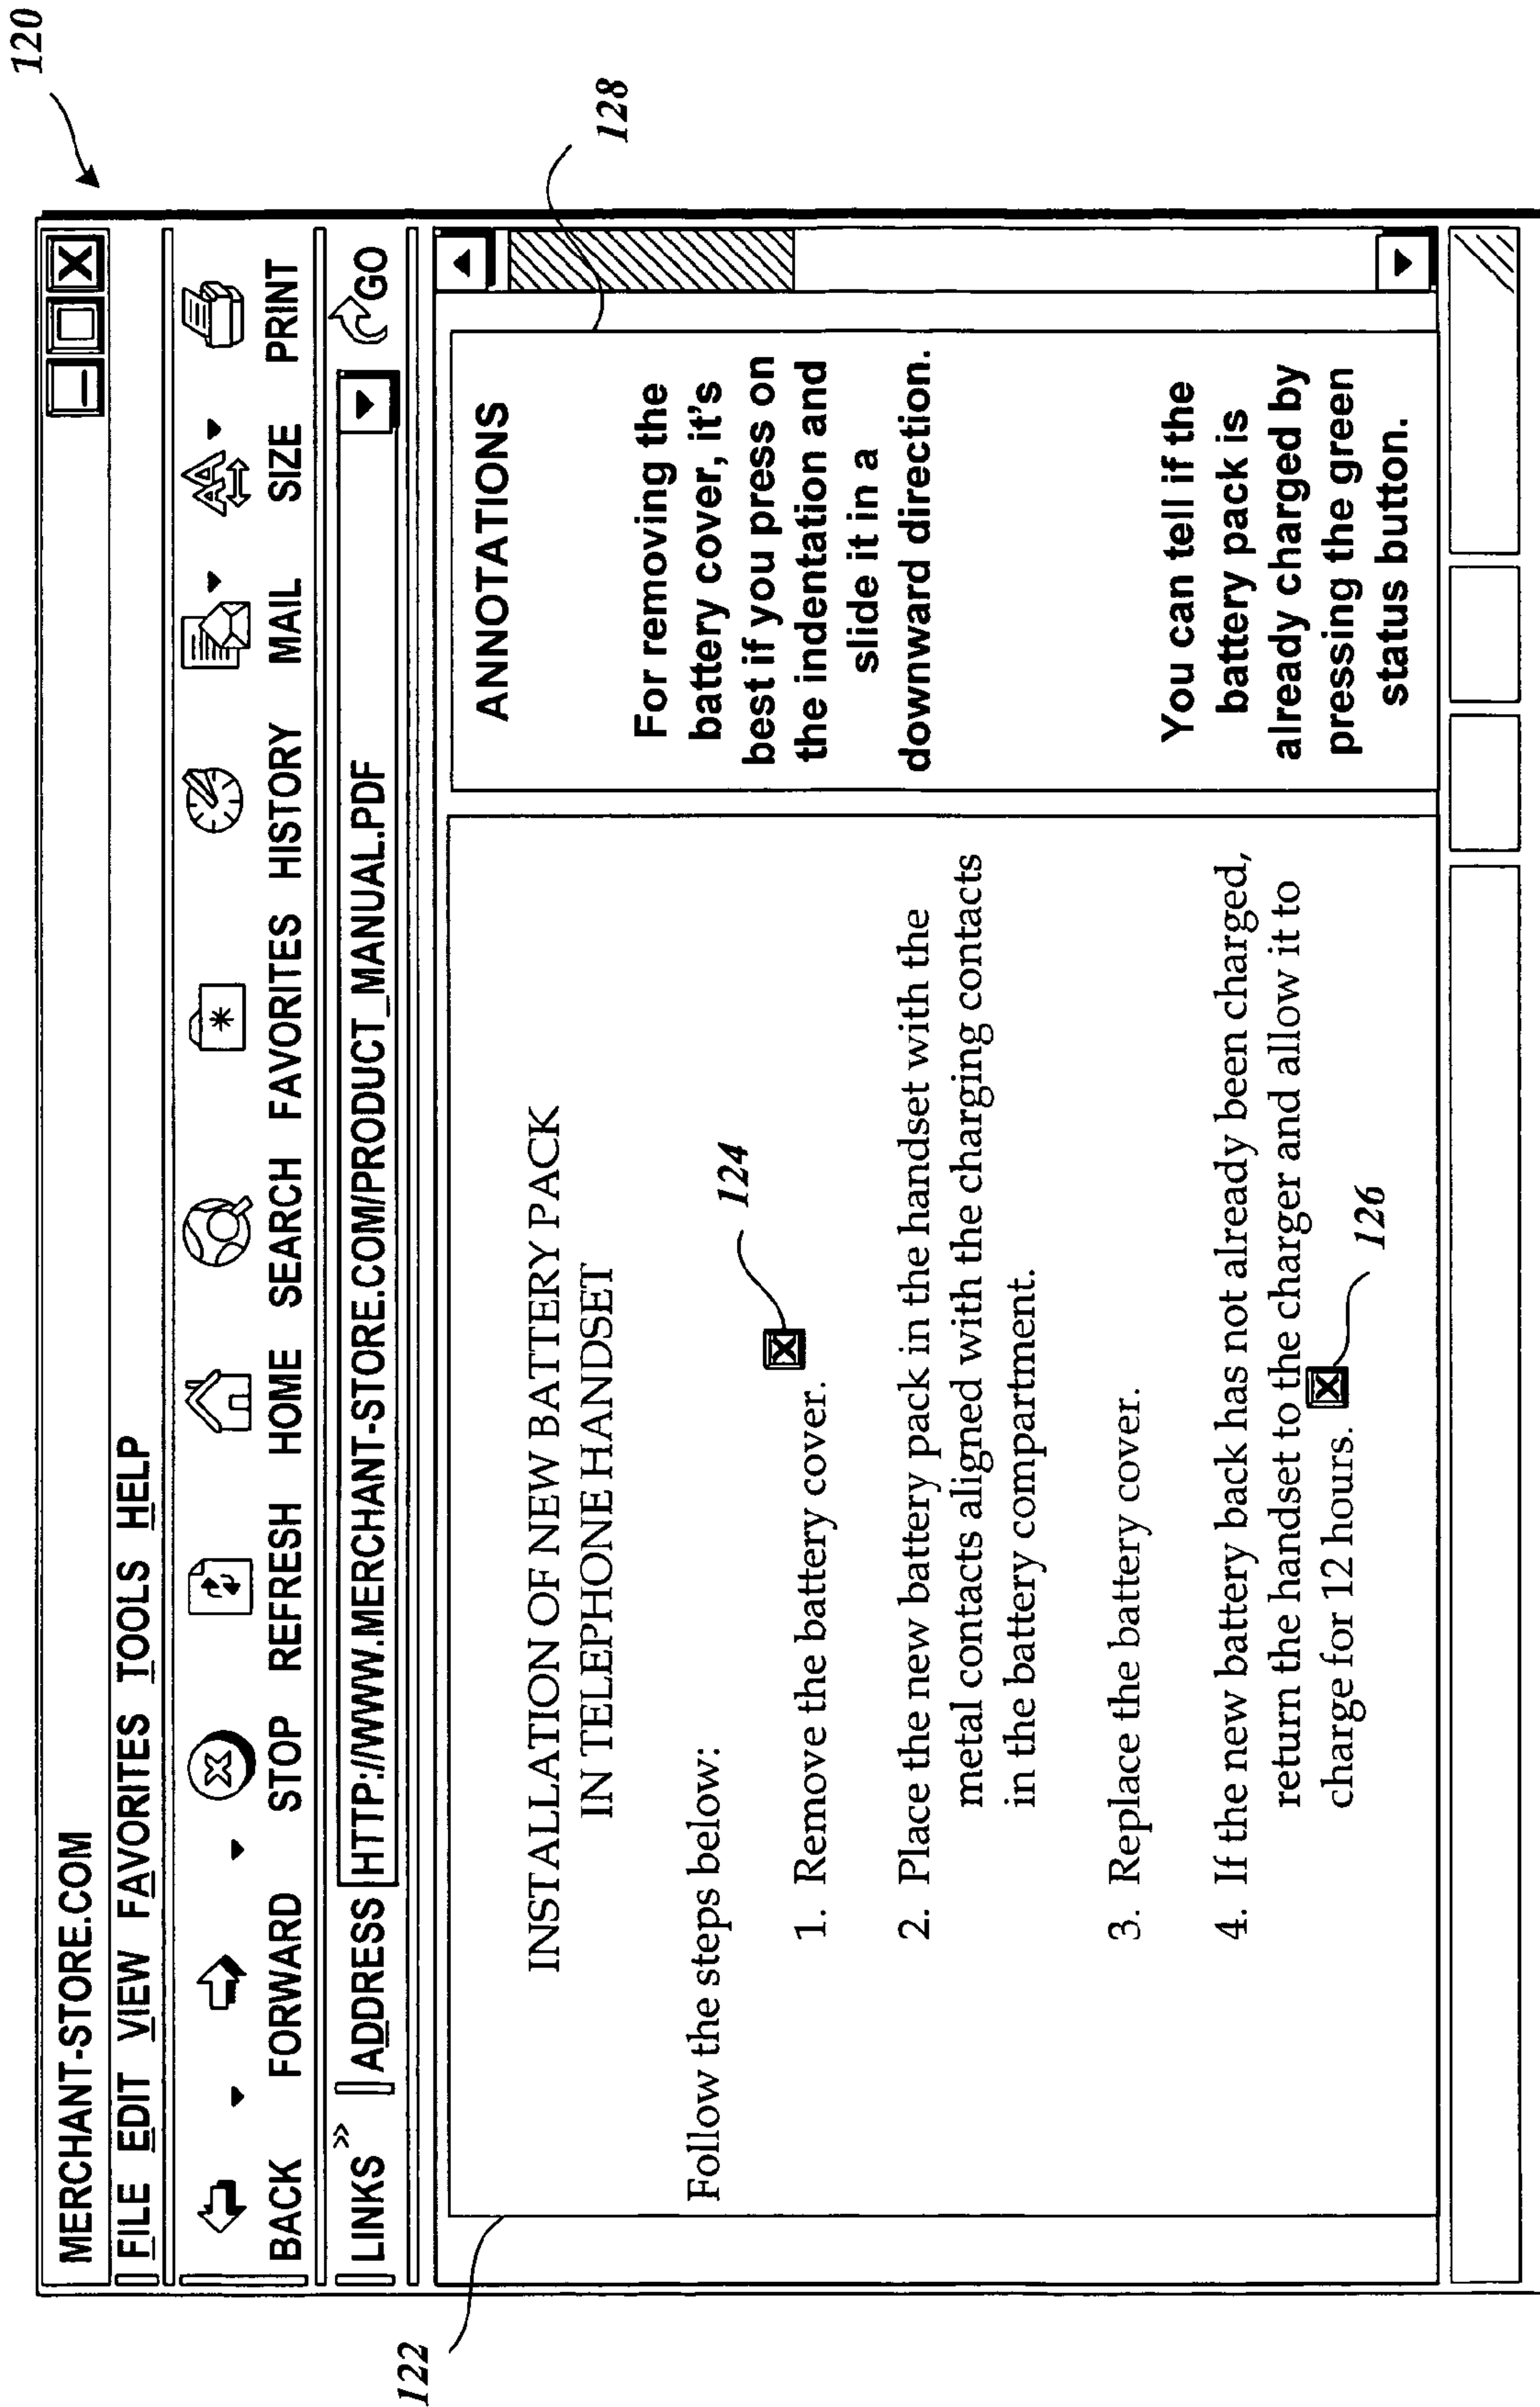 120
MERCHANT-STORE.COM
FILE EDIT VIEW FAVORITES TOOLS HELP
BACK FORWARD STOP REFRESH HOME SEARCH FAVORITES HISTORY MAIL SIZE PRINT
LINKS » ADDRESS HTTP://WWW.MERCHANT-STORE.COM/PRODUCT_MANUAL.PDF GO
122
128
INSTALLATION OF NEW BATTERY PACK
IN TELEPHONE HANDSET
Follow the steps below:
124
1. Remove the battery cover.
2. Place the new battery pack in the handset with the
metal contacts aligned with the charging contacts
in the battery compartment.
3. Replace the battery cover.
4. If the new battery back has not already been charged,
return the handset to the charger and allow it to
charge for 12 hours.
126
ANNOTATIONS
For removing the
battery cover, it's
best if you press on
the indentation and
slide it in a
downward direction.
You can tell if the
battery pack is
already charged by
pressing the green
status button.